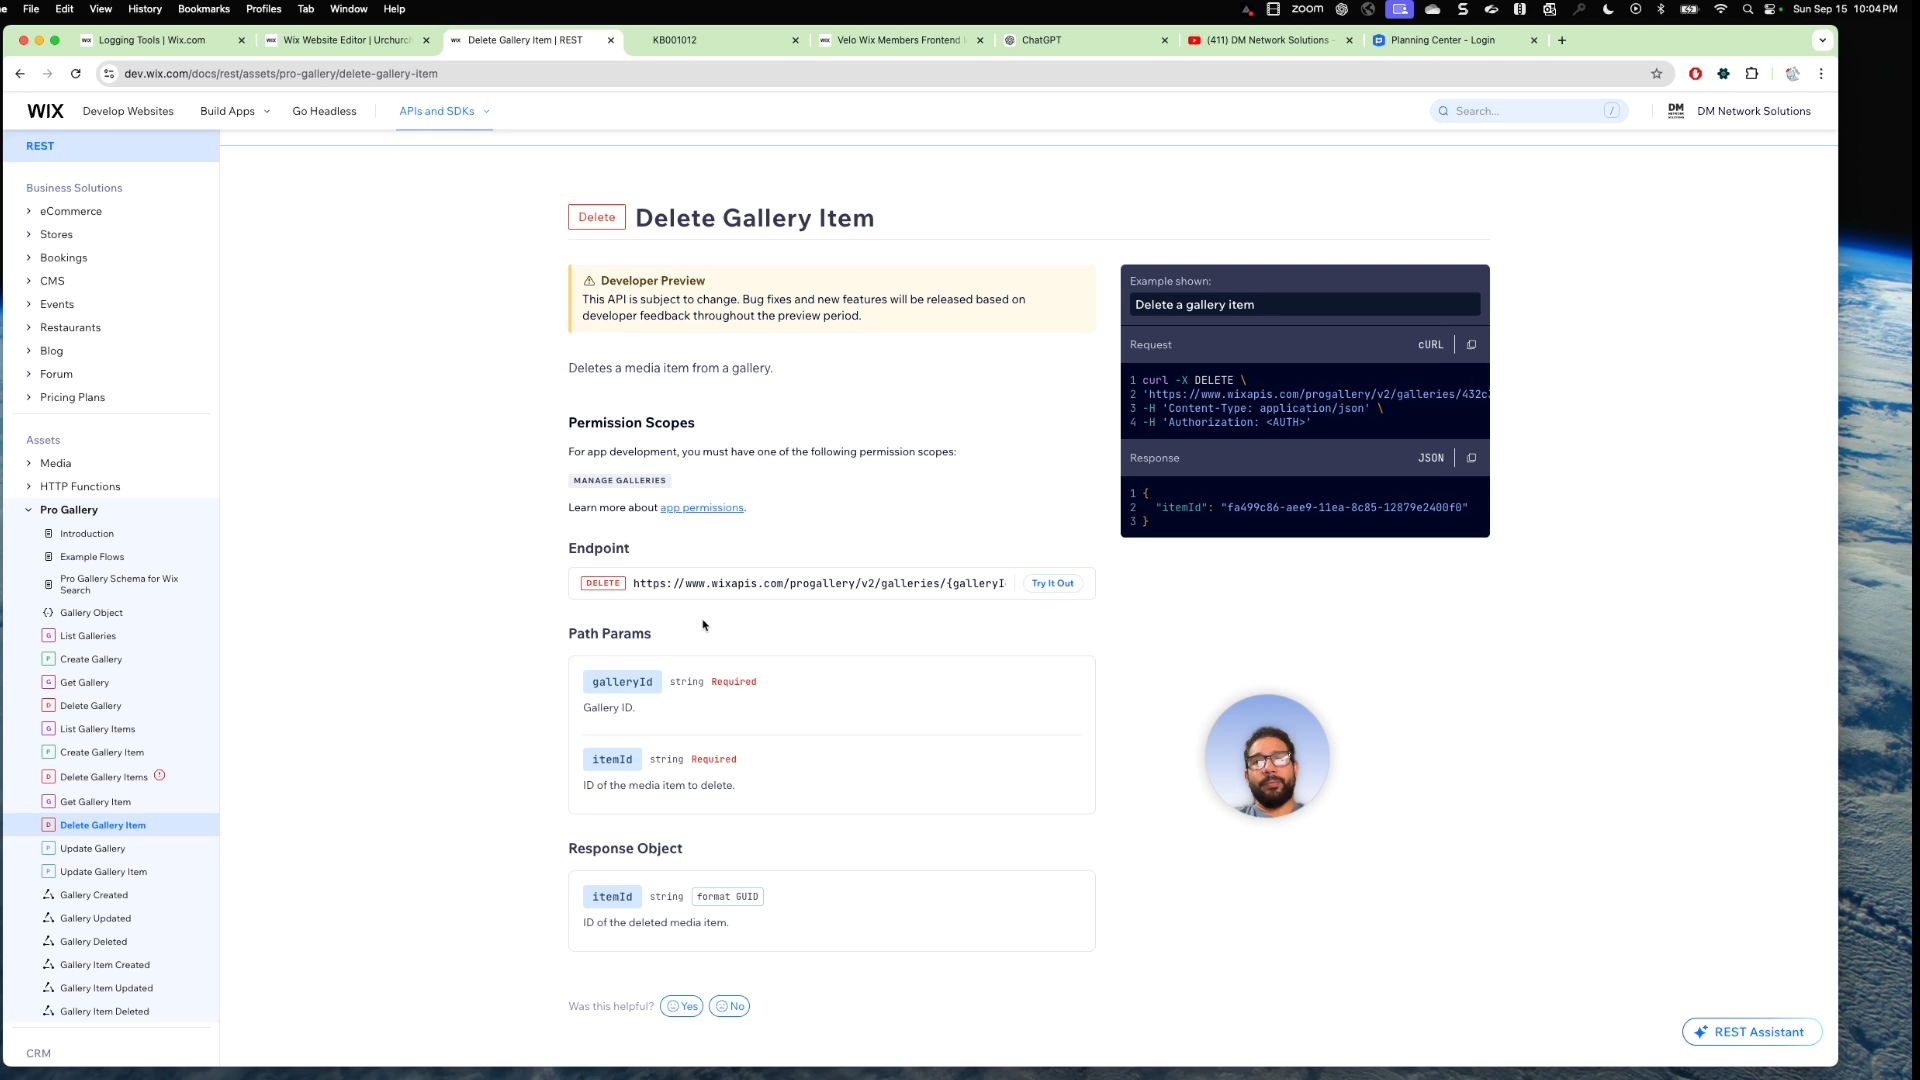 File Edit View History Bookmarks Profiles Tab Window Help
zoom
Sun Sep 15 10:04 PM
Logging Tools | Wix.com
Wix Website Editor | Urchurch
Delete Gallery Item | REST
KB001012
Velo Wix Members Frontend
ChatGPT
(411) DM Network Solutions -
Planning Center - Login
dev.wix.com/docs/rest/assets/pro-gallery/delete-gallery-item
WIX
Develop Websites
Build Apps
Go Headless
APIs and SDKs
Search...
/
DM
DM Network Solutions
REST
Business Solutions
eCommerce
Stores
Bookings
CMS
Events
Restaurants
Blog
Forum
Pricing Plans
Assets
Media
HTTP Functions
Pro Gallery
Introduction
Example Flows
Pro Gallery Schema for Wix
Search
Gallery Object
G List Galleries
P Create Gallery
G Get Gallery
D Delete Gallery
G List Gallery Items
P Create Gallery Item
D Delete Gallery Items
G Get Gallery Item
D Delete Gallery Item
P Update Gallery
P Update Gallery Item
Gallery Created
Gallery Updated
Gallery Deleted
Gallery Item Created
Gallery Item Updated
Gallery Item Deleted
CRM
Delete
Delete Gallery Item
Developer Preview
This API is subject to change. Bug fixes and new features will be released based on
developer feedback throughout the preview period.
Deletes a media item from a gallery.
Permission Scopes
For app development, you must have one of the following permission scopes:
MANAGE GALLERIES
Learn more about app permissions.
Endpoint
DELETE https://www.wixapis.com/progallery/v2/galleries/{galleryI
Try It Out
Path Params
galleryId string Required
Gallery ID.
itemId string Required
ID of the media item to delete.
Response Object
itemId string format GUID
ID of the deleted media item.
Was this helpful? Yes No
Example shown:
Delete a gallery item
Request cURL
1 curl -X DELETE \
2 'https://www.wixapis.com/progallery/v2/galleries/432c
3 -H 'Content-Type: application/json' \
4 -H 'Authorization: <AUTH>'
Response JSON
1 {
2 "itemId": "fa499c86-aee9-11ea-8c85-12879e2400f0"
3 }
REST Assistant